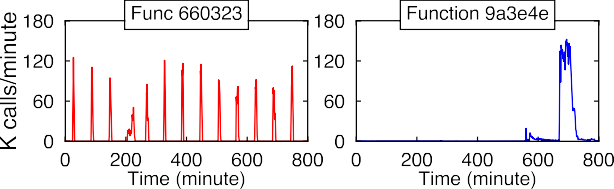 Func 660323
Function 9a3e4e
K calls/minute
180
120
60
0
0 200 400 600 800
Time (minute)
180
120
60
0
0 200 400 600 800
Time (minute)